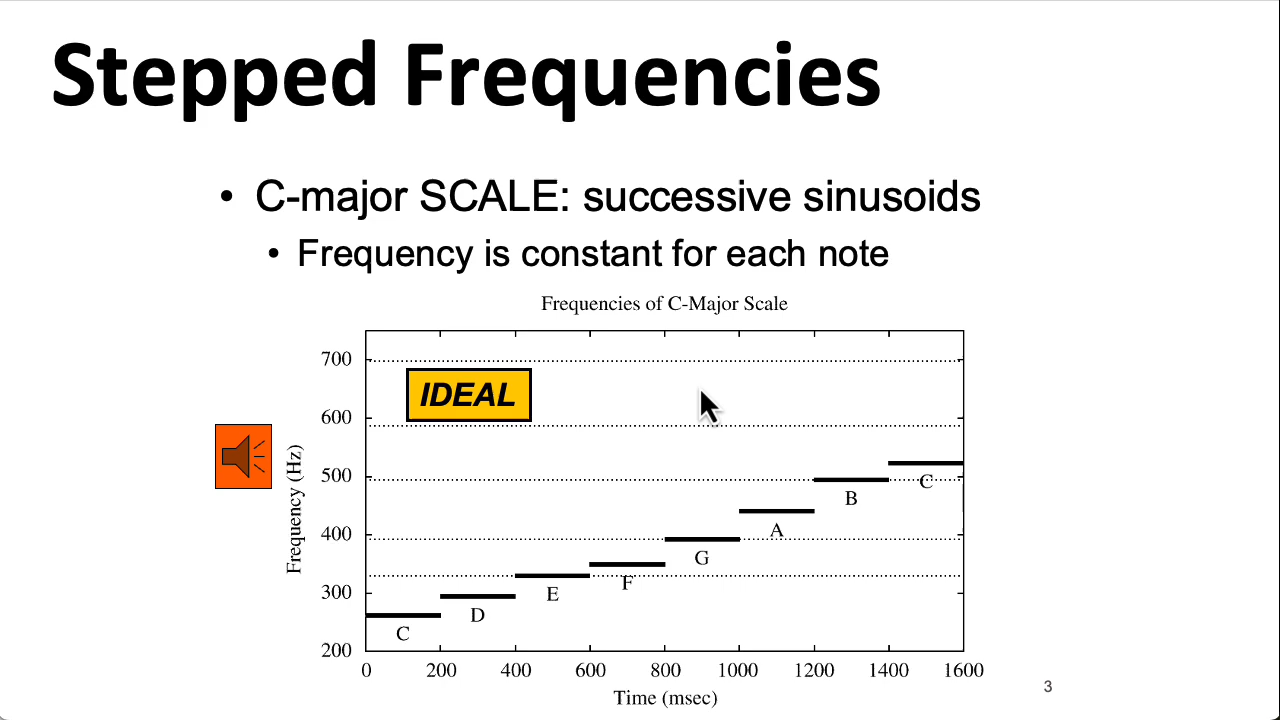 Stepped Frequencies
• C-major SCALE: successive sinusoids
• Frequency is constant for each note
Frequencies of C-Major Scale
700
IDEAL
600
500
400
300
200
Frequency (Hz)
C
D
E
F
G
A
B
C
0 200 400 600 800 1000 1200 1400 1600
Time (msec)
3